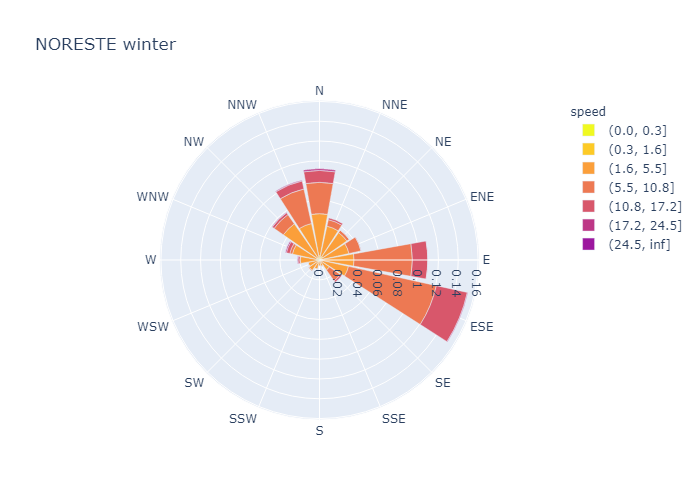 NORESTE winter
N
NNE
NE
ENE
E
ESE
SE
SSE
S
SSW
SW
WSW
W
WNW
NW
NNW
0
0.02
0.04
0.06
0.08
0.1
0.12
0.14
0.16
speed
(0.0, 0.3]
(0.3, 1.6]
(1.6, 5.5]
(5.5, 10.8]
(10.8, 17.2]
(17.2, 24.5]
(24.5, inf]